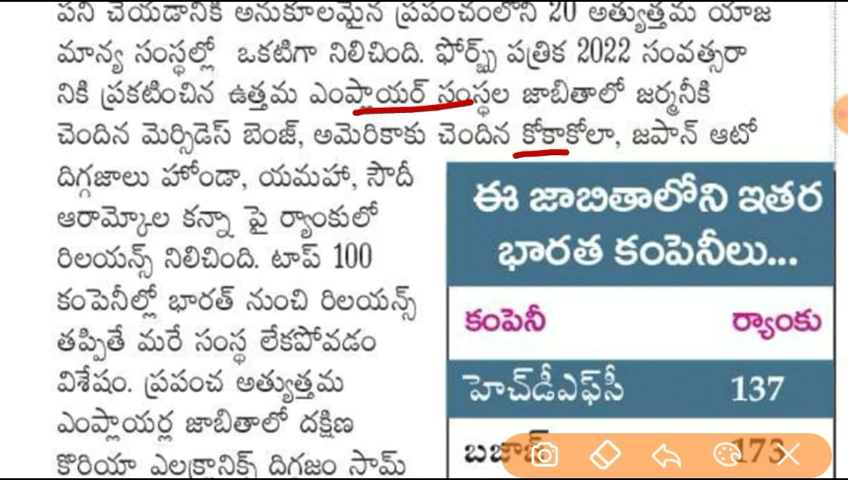 పని చేయడానికి అనుకూలమైన ప్రపంచంలోని 20 అత్యుత్తమ యాజ
మాన్య సంస్థల్లో ఒకటిగా నిలిచింది. ఫోర్బ్స్ పత్రిక 2022 సంవత్సరా
నికి ప్రకటించిన ఉత్తమ ఎంప్లాయర్ సంస్థల జాబితాలో జర్మనీకి
చెందిన మెర్సిడెస్ బెంజ్, అమెరికాకు చెందిన కోకాకోలా, జపాన్ ఆటో
దిగ్గజాలు హోండా, యమహా, సౌదీ
ఆరామ్కోల కన్నా పై ర్యాంకులో
రిలయన్స్ నిలిచింది. టాప్ 100
కంపెనీల్లో భారత్ నుంచి రిలయన్స్
తప్పితే మరే సంస్థ లేకపోవడం
విశేషం. ప్రపంచ అత్యుత్తమ
ఎంప్లాయర్ల జాబితాలో దక్షిణ
కొరియా ఎలక్ట్రానిక్స్ దిగ్గజం సామ్
ఈ జాబితాలోని ఇతర
భారత కంపెనీలు...
కంపెనీ ర్యాంకు
హెచ్‌డీఎఫ్‌సీ 137
బజాజ్ 173